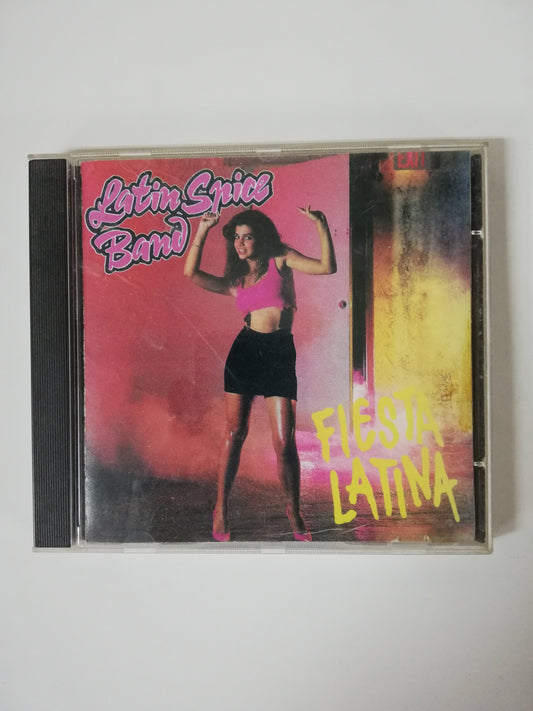 Latin Spice
Band
EXIT
FIESTA
LATINA